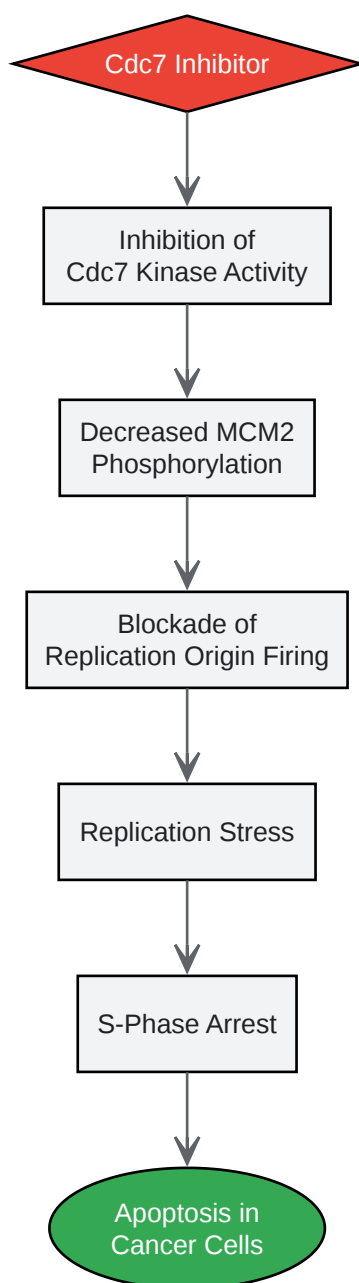 Cdc7 Inhibitor
Inhibition of
Cdc7 Kinase Activity
Decreased MCM2
Phosphorylation
Blockade of
Replication Origin Firing
Replication Stress
S-Phase Arrest
Apoptosis in
Cancer Cells